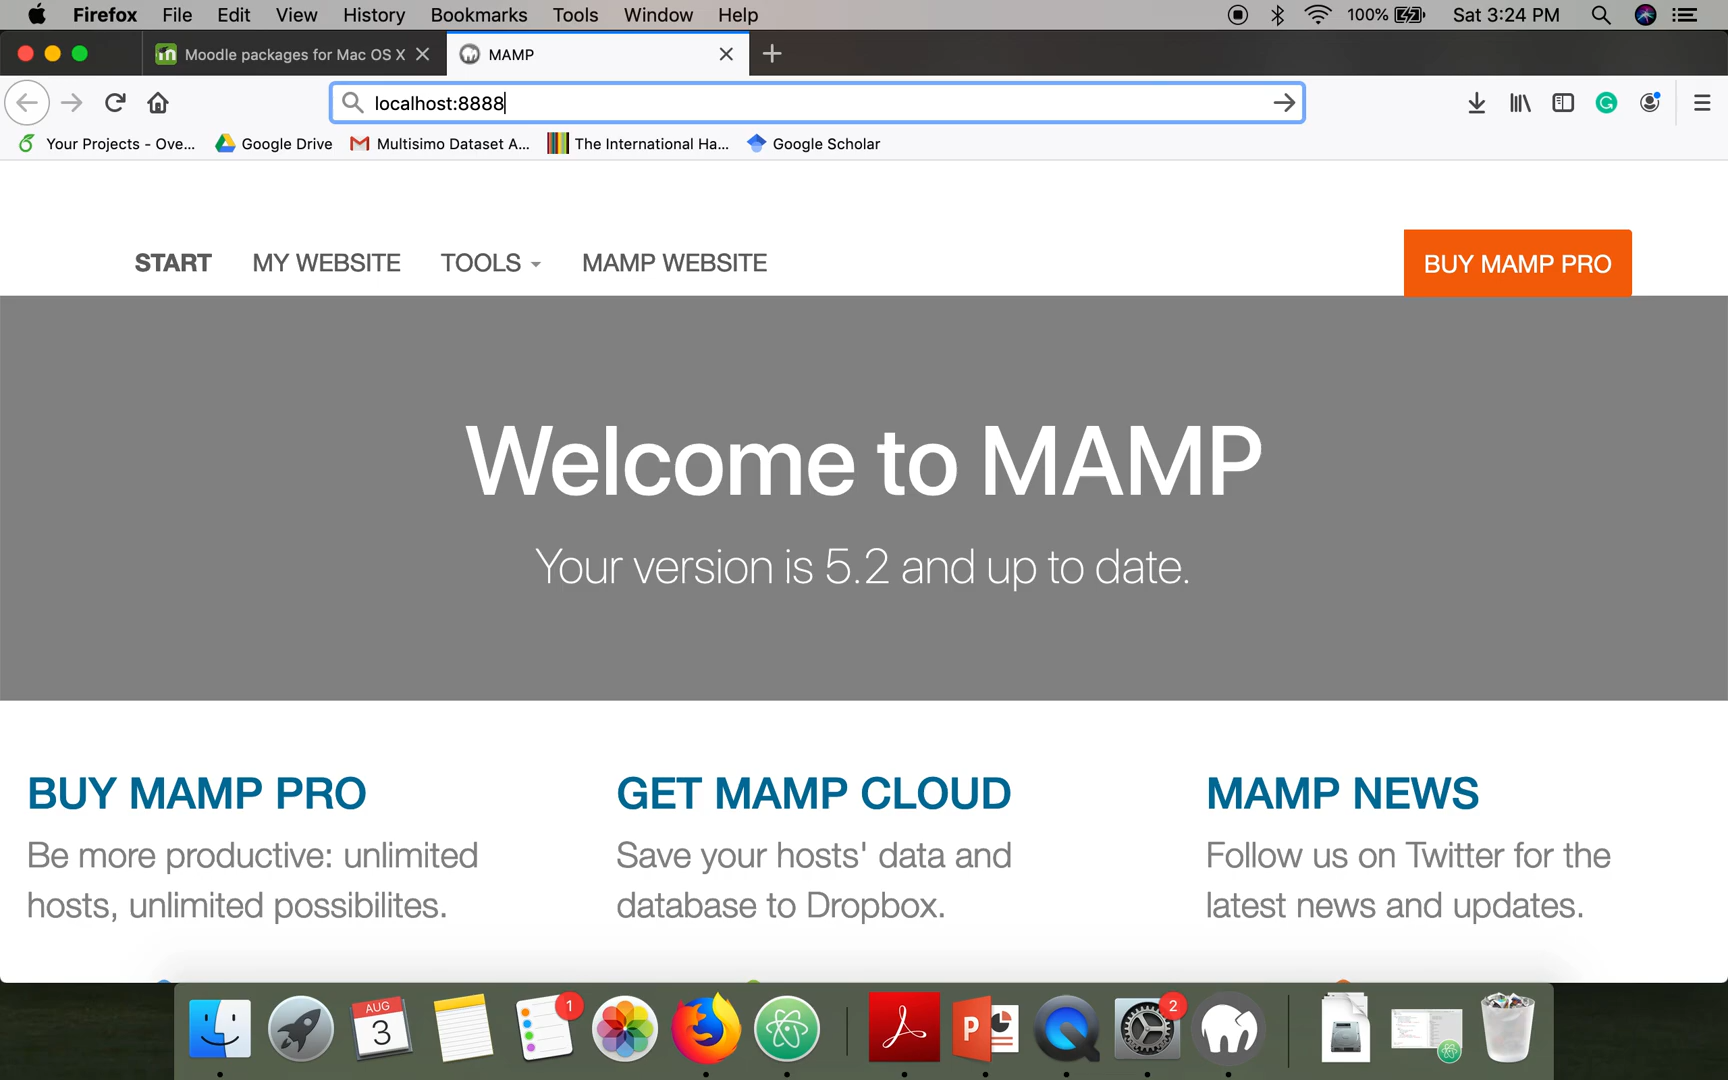 Firefox File Edit View History Bookmarks Tools Window Help 100% Sat 3:24 PM
Moodle packages for Mac OS X MAMP
localhost:8888
Your Projects - Ove... Google Drive Multisimo Dataset A... The International Ha... Google Scholar
START MY WEBSITE TOOLS MAMP WEBSITE BUY MAMP PRO
Welcome to MAMP
Your version is 5.2 and up to date.
BUY MAMP PRO GET MAMP CLOUD MAMP NEWS
Be more productive: unlimited Save your hosts' data and Follow us on Twitter for the
hosts, unlimited possibilites. database to Dropbox. latest news and updates.
AUG 1 2
3 P